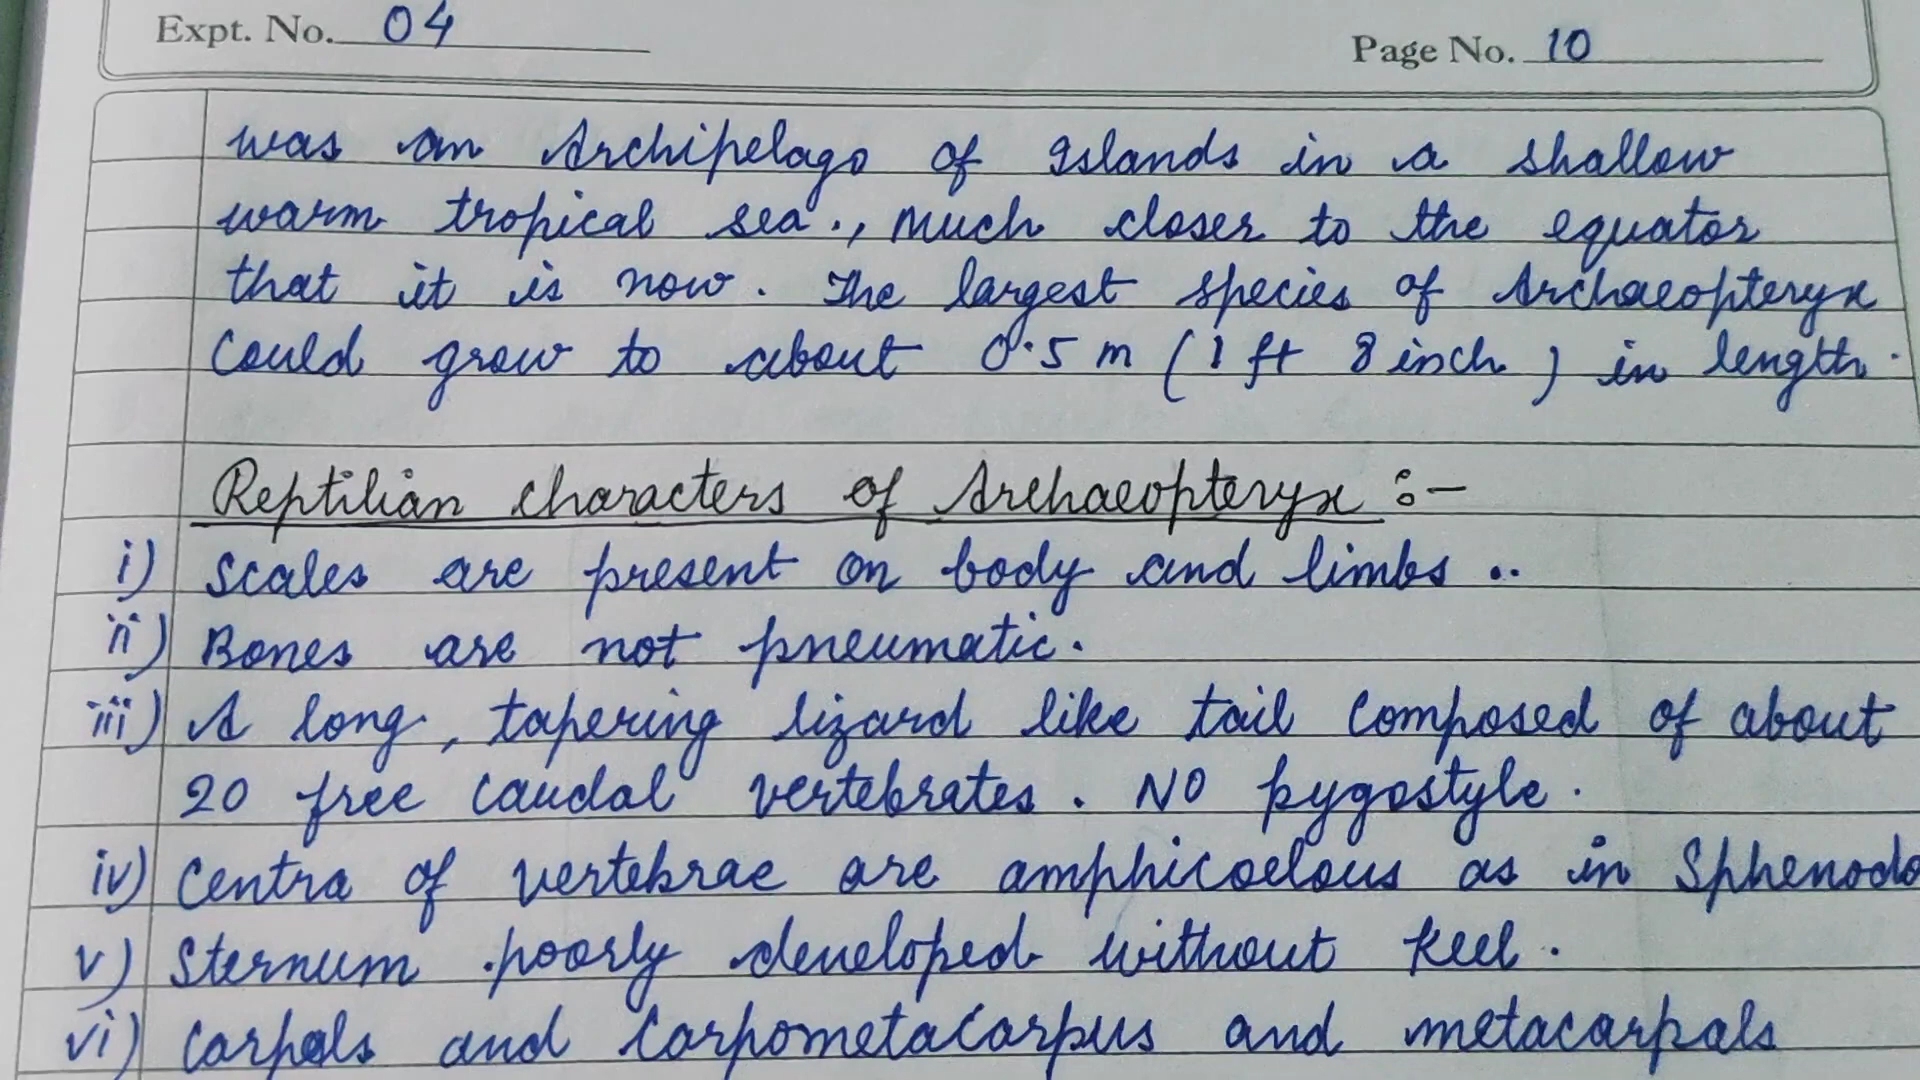 Expt. No. 04
Page No. 10
was an Archipelago of Islands in a shallow
warm tropical sea., much closer to the equator
that it is now. The largest species of Archaeopteryx
could grow to about 0.5 m (1 ft 8 inch) in length.
Reptilian characters of Archaeopteryx :-
i) Scales are present on body and limbs ..
ii) Bones are not pneumatic.
iii) A long, tapering lizard like tail composed of about
20 free caudal vertebrates. NO pygostyle.
iv) Centra of vertebrae are amphicoelous as in Sphenodo
v) Sternum poorly developed without keel.
vi) Carpals and Carpometacarpus and metacarpals